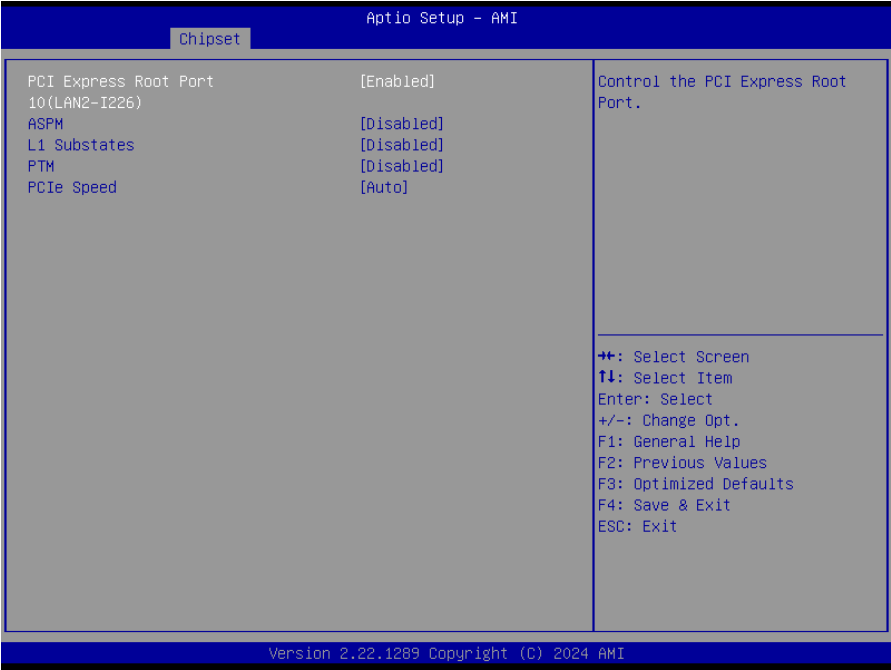 Aptio Setup – AMI
Chipset
PCI Express Root Port [Enabled]
10(LAN2-I226)
ASPM [Disabled]
L1 Substates [Disabled]
PTM [Disabled]
PCIe Speed [Auto]
Control the PCI Express Root
Port.
→←: Select Screen
↑↓: Select Item
Enter: Select
+/-: Change Opt.
F1: General Help
F2: Previous Values
F3: Optimized Defaults
F4: Save & Exit
ESC: Exit
Version 2.22.1289 Copyright (C) 2024 AMI